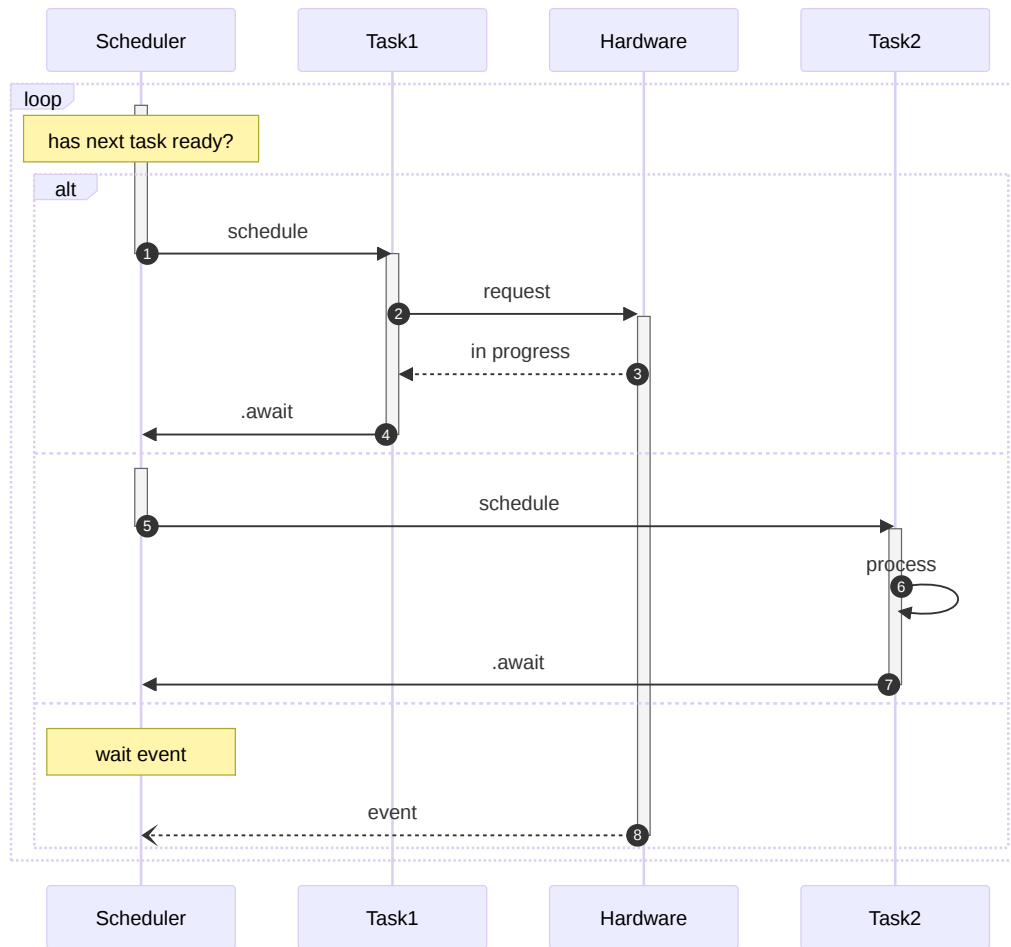 Scheduler
Task1
Hardware
Task2
loop
has next task ready?
alt
schedule
1
request
2
in progress
3
.await
4
schedule
5
process
6
.await
7
wait event
event
8
Scheduler
Task1
Hardware
Task2